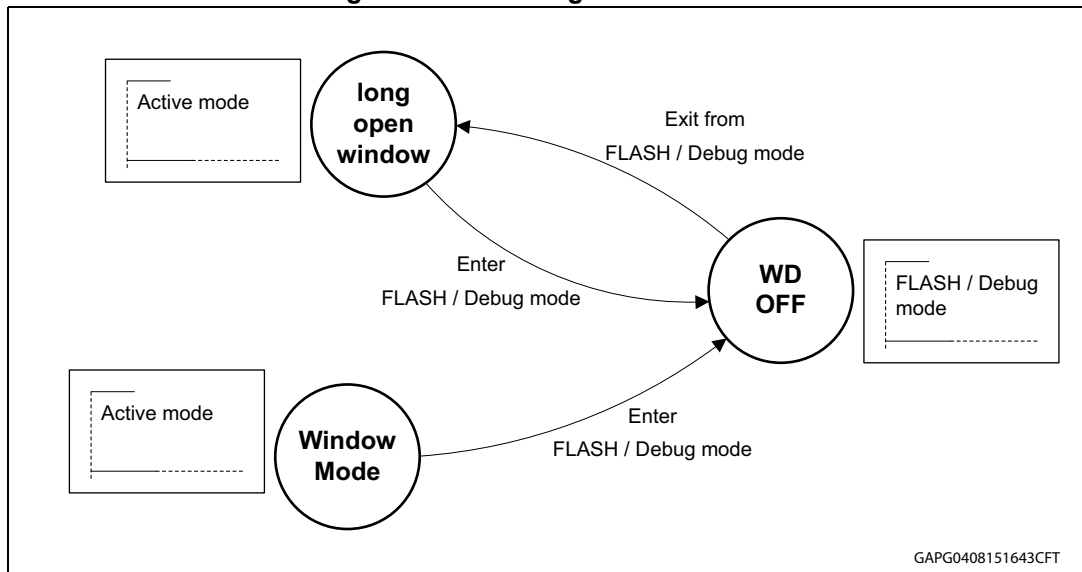 Active mode
long
open
window
Exit from
FLASH / Debug mode
Enter
FLASH / Debug mode
WD
OFF
FLASH / Debug
mode
Active mode
Window
Mode
Enter
FLASH / Debug mode
GAPG0408151643CFT